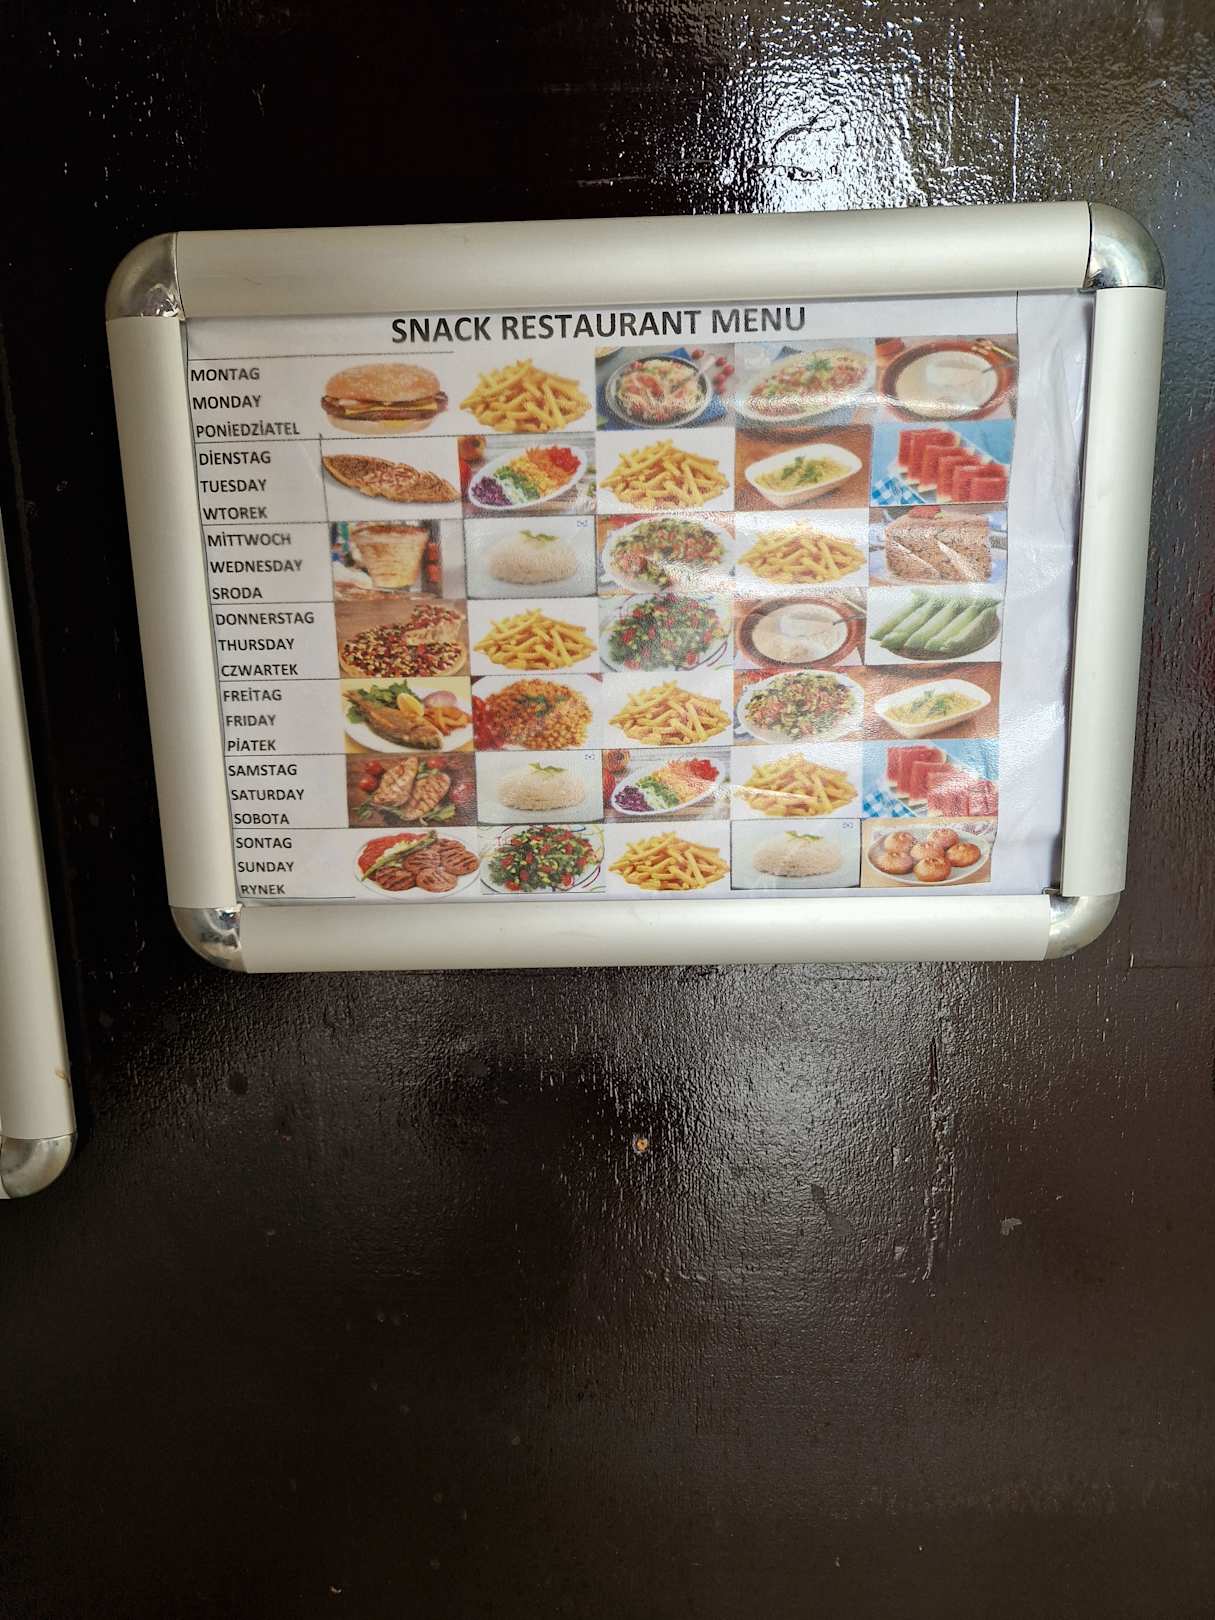 SNACK RESTAURANT MENU
MONTAG
MONDAY
PONİEDZİATEL
DİENSTAG
TUESDAY
WTOREK
MİTTWOCH
WEDNESDAY
SRODA
DONNERSTAG
THURSDAY
CZWARTEK
FREİTAG
FRIDAY
PİATEK
SAMSTAG
SATURDAY
SOBOTA
SONTAG
SUNDAY
RYNEK